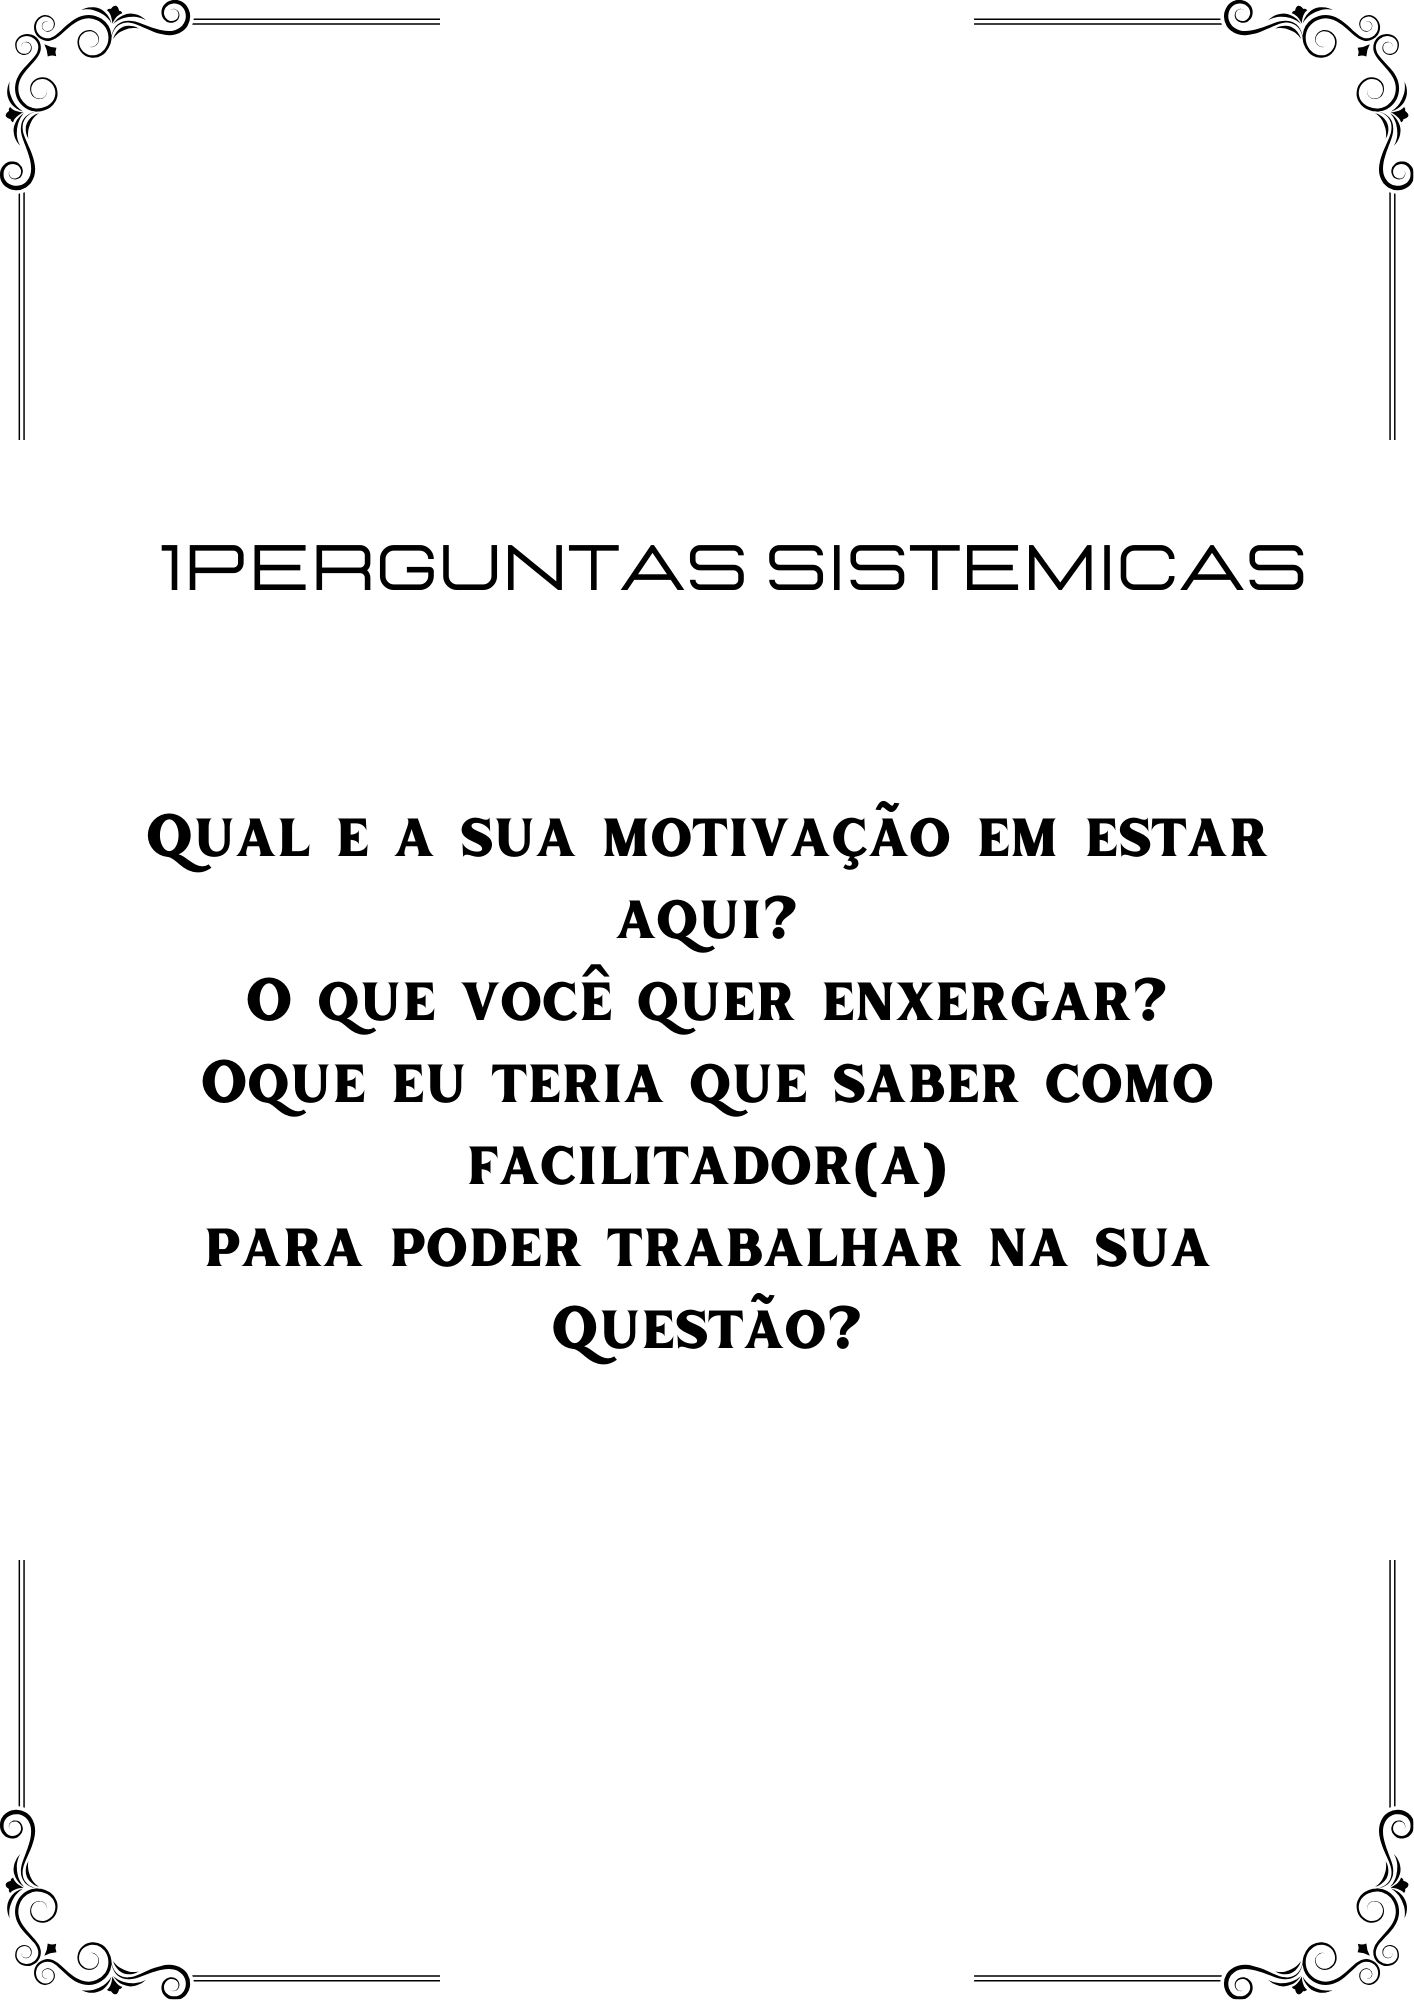 1PERGUNTAS SISTEMICAS
Qual e a sua motivação em estar
aqui?
O que você quer enxergar?
Oque eu teria que saber como
facilitador(a)
para poder trabalhar na sua
Questão?